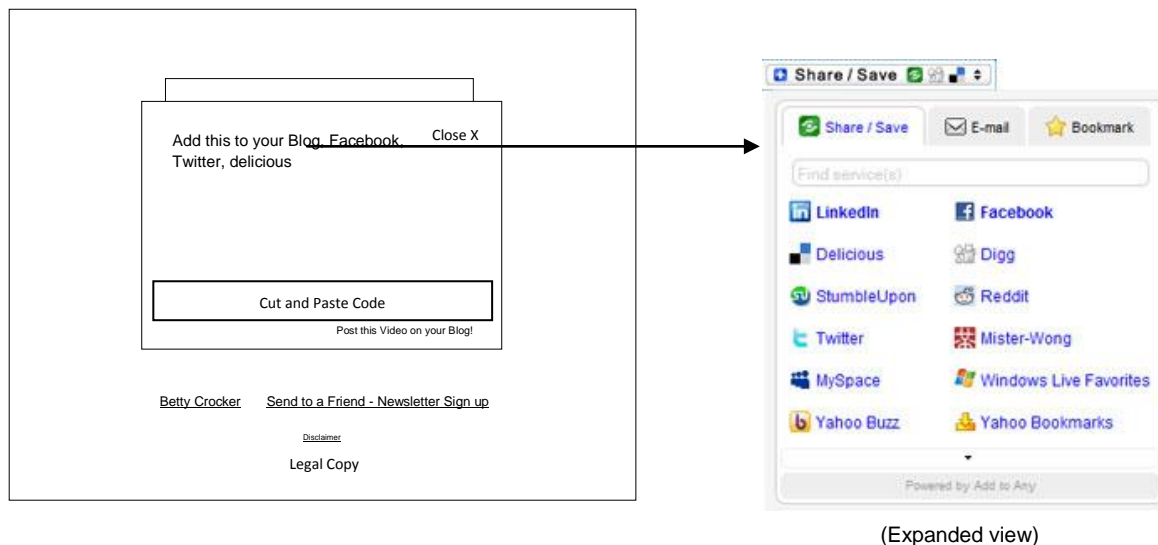 Add this to your Blog, Facebook,
Twitter, delicious
Close X
Cut and Paste Code
Post this Video on your Blog!
Betty Crocker
Send to a Friend - Newsletter Sign up
Disclaimer
Legal Copy
Share / Save
Share / Save
E-mail
Bookmark
Find service(s)
LinkedIn
Facebook
Delicious
Digg
StumbleUpon
Reddit
Twitter
Mister-Wong
MySpace
Windows Live Favorites
Yahoo Buzz
Yahoo Bookmarks
Powered by Add to Any
(Expanded view)